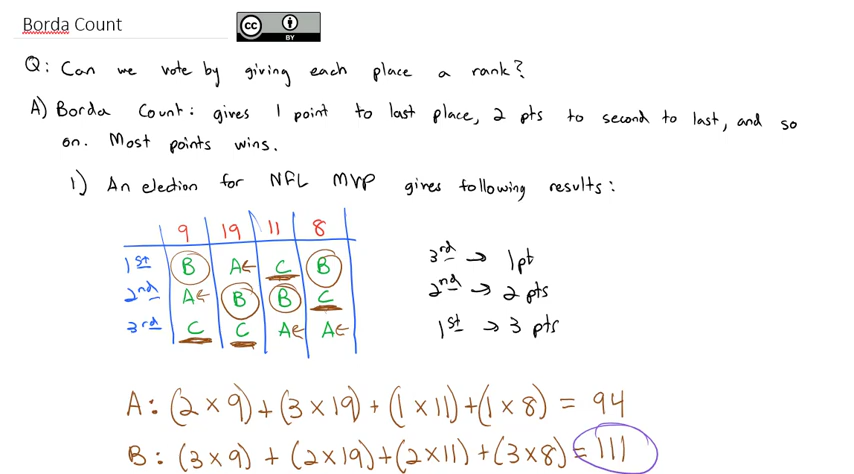 Borda Count
CC BY
Q: Can we vote by giving each place a rank?
A) Borda Count: gives 1 point to last place, 2 pts to second to last, and so
on. Most points wins.
1) An election for NFL MVP gives following results:
9 19 11 8
1st B A← C B
2nd A← B B C
3rd C C A← A←
3rd → 1pt
2nd → 2 pts
1st → 3 pts
A: (2 × 9) + (3 × 19) + (1 × 11) + (1 × 8) = 94
B: (3 × 9) + (2 × 19) + (2 × 11) + (3 × 8) = 111